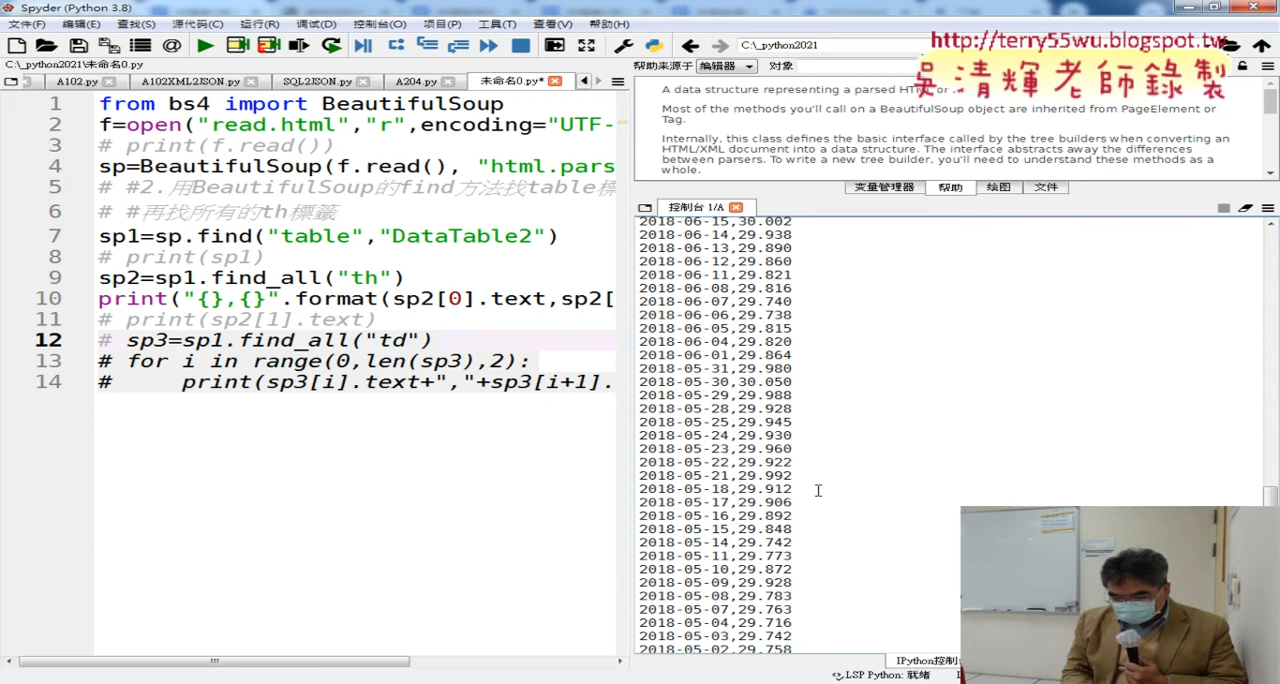 Spyder (Python 3.8)
文件(F) 编辑(E) 查找(S) 源代码(C) 运行(R) 调试(D) 控制台(O) 项目(P) 工具(T) 查看(V) 帮助(H)
C:\_python2021
http://terry55wu.blogspot.tw
吳清輝老師錄製
C:\_python2021\未命名0.py
A102.py A102XML2JSON.py SQL2JSON.py A204.py 未命名0.py*
帮助来源于 编辑器 对象
1 from bs4 import BeautifulSoup
2 f=open("read.html","r",encoding="UTF-
3 # print(f.read())
4 sp=BeautifulSoup(f.read(), "html.pars
5 # #2.用BeautifulSoup的find方法找table標
6 # #再找所有的th標籤
7 sp1=sp.find("table","DataTable2")
8 # print(sp1)
9 sp2=sp1.find_all("th")
10 print("{},{}".format(sp2[0].text,sp2[
11 # print(sp2[1].text)
12 # sp3=sp1.find_all("td")
13 # for i in range(0,len(sp3),2):
14 #     print(sp3[i].text+","+sp3[i+1].
A data structure representing a parsed HTML or
Most of the methods you'll call on a BeautifulSoup object are inherited from PageElement or
Tag.
Internally, this class defines the basic interface called by the tree builders when converting an
HTML/XML document into a data structure. The interface abstracts away the differences
between parsers. To write a new tree builder, you'll need to understand these methods as a
whole.
变量管理器 帮助 绘图 文件
控制台 1/A
2018-06-15,30.002
2018-06-14,29.938
2018-06-13,29.890
2018-06-12,29.860
2018-06-11,29.821
2018-06-08,29.816
2018-06-07,29.740
2018-06-06,29.738
2018-06-05,29.815
2018-06-04,29.820
2018-06-01,29.864
2018-05-31,29.980
2018-05-30,30.050
2018-05-29,29.988
2018-05-28,29.928
2018-05-25,29.945
2018-05-24,29.930
2018-05-23,29.960
2018-05-22,29.922
2018-05-21,29.992
2018-05-18,29.912
2018-05-17,29.906
2018-05-16,29.892
2018-05-15,29.848
2018-05-14,29.742
2018-05-11,29.773
2018-05-10,29.872
2018-05-09,29.928
2018-05-08,29.783
2018-05-07,29.763
2018-05-04,29.716
2018-05-03,29.742
2018-05-02,29.758
IPython控制
LSP Python: 就绪